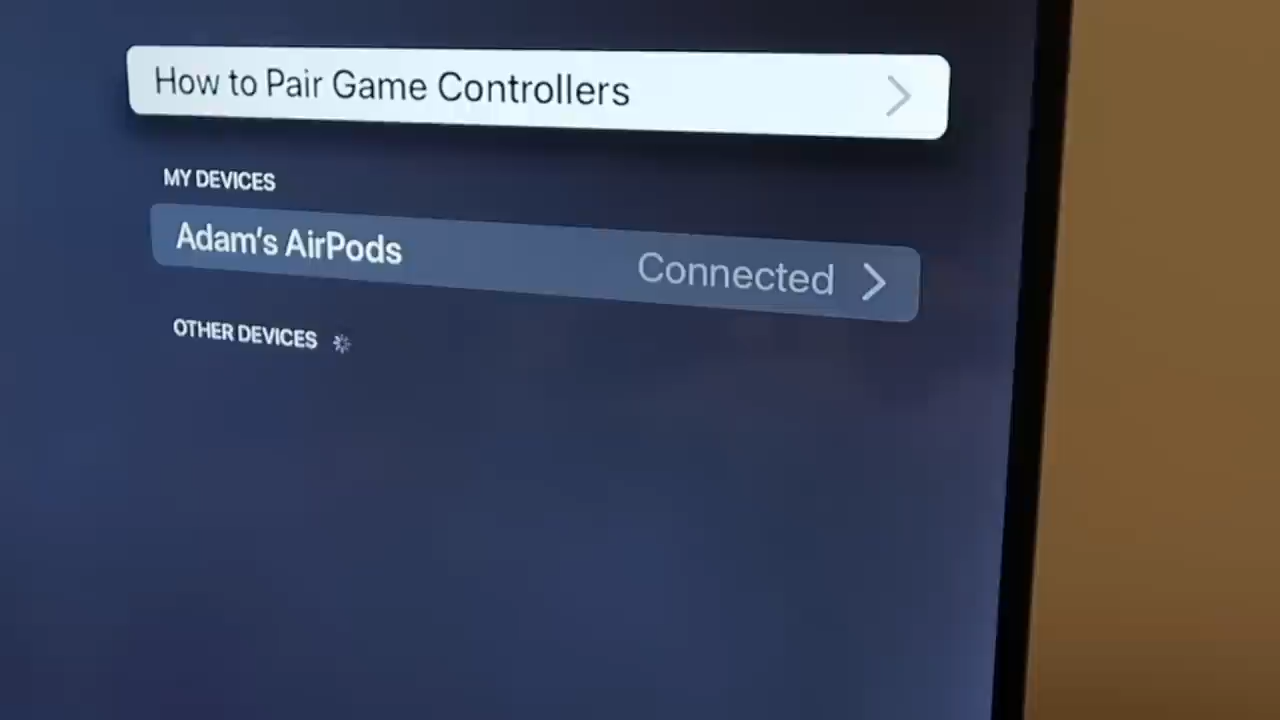 How to Pair Game Controllers
MY DEVICES
Adam's AirPods Connected
OTHER DEVICES